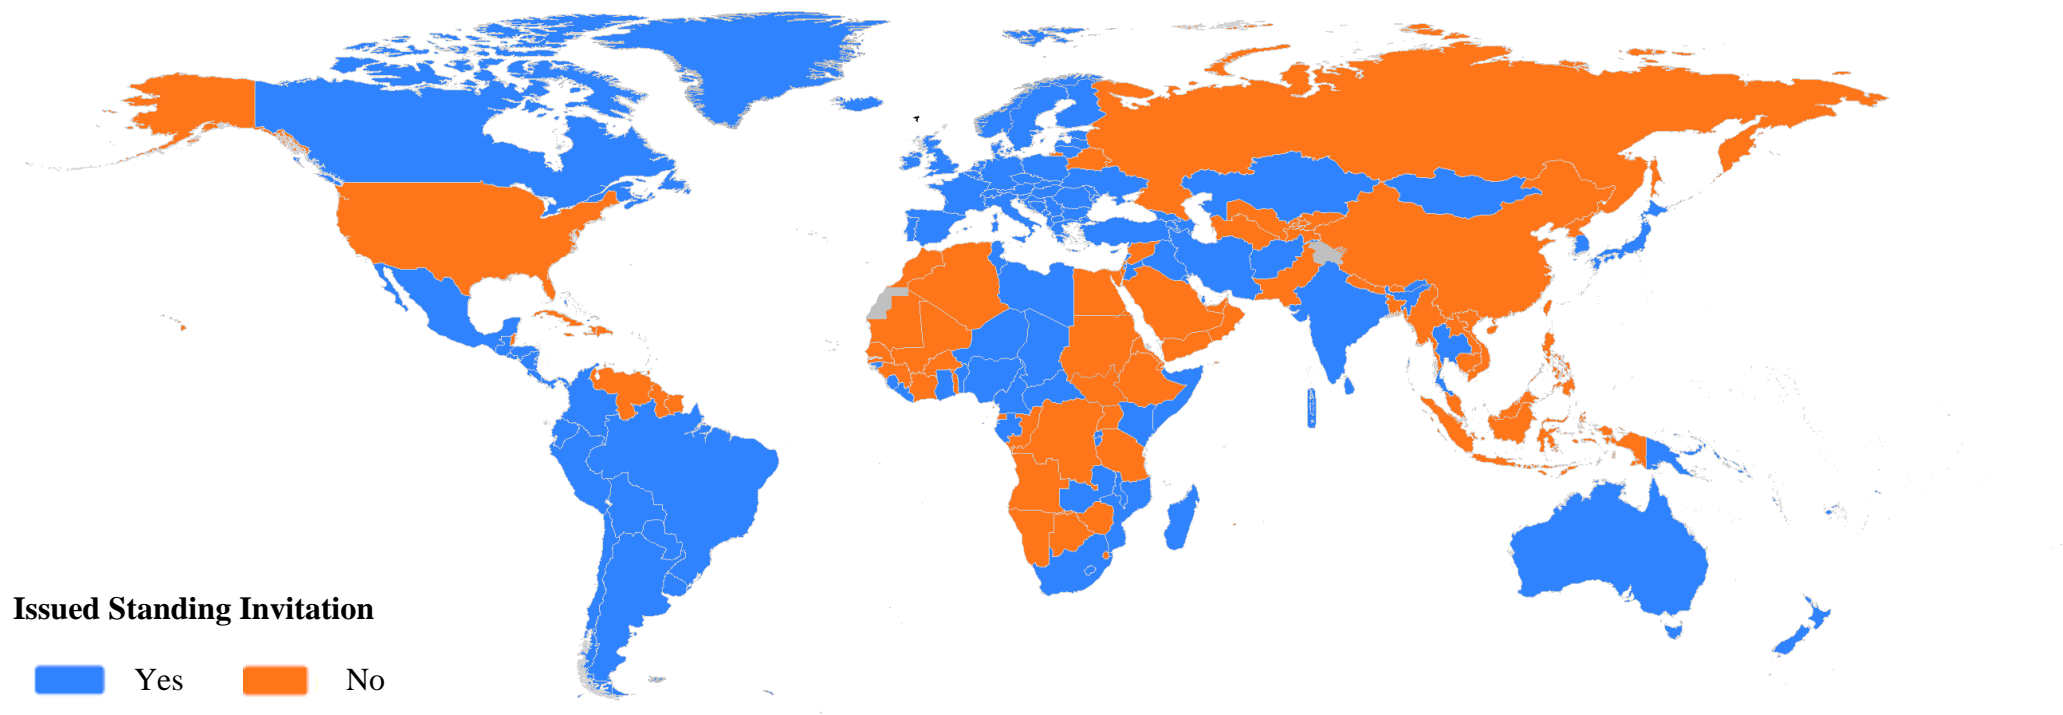 Issued Standing Invitation
Yes No